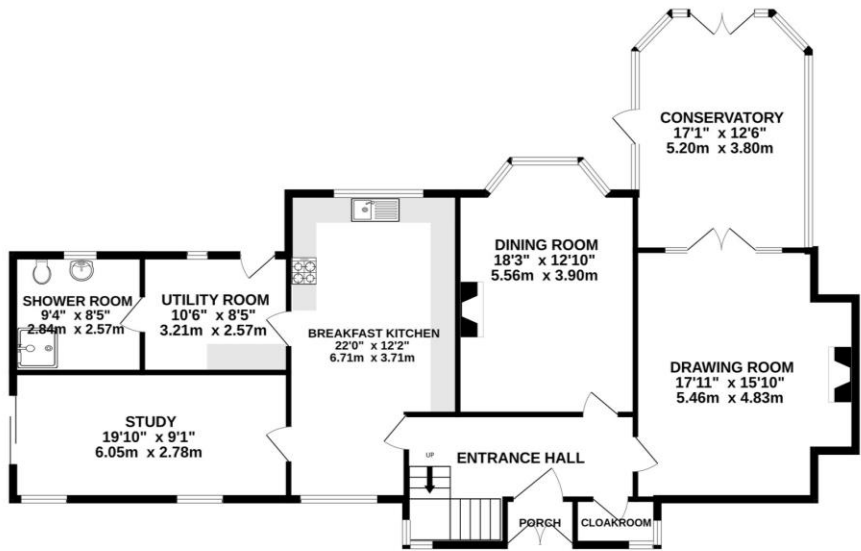 CONSERVATORY
17'1" x 12'6"
5.20m x 3.80m
DINING ROOM
18'3" x 12'10"
5.56m x 3.90m
SHOWER ROOM
9'4" x 8'5"
2.84m x 2.57m
UTILITY ROOM
10'6" x 8'5"
3.21m x 2.57m
BREAKFAST KITCHEN
22'0" x 12'2"
6.71m x 3.71m
DRAWING ROOM
17'11" x 15'10"
5.46m x 4.83m
STUDY
19'10" x 9'1"
6.05m x 2.78m
UP
ENTRANCE HALL
PORCH
CLOAKROOM